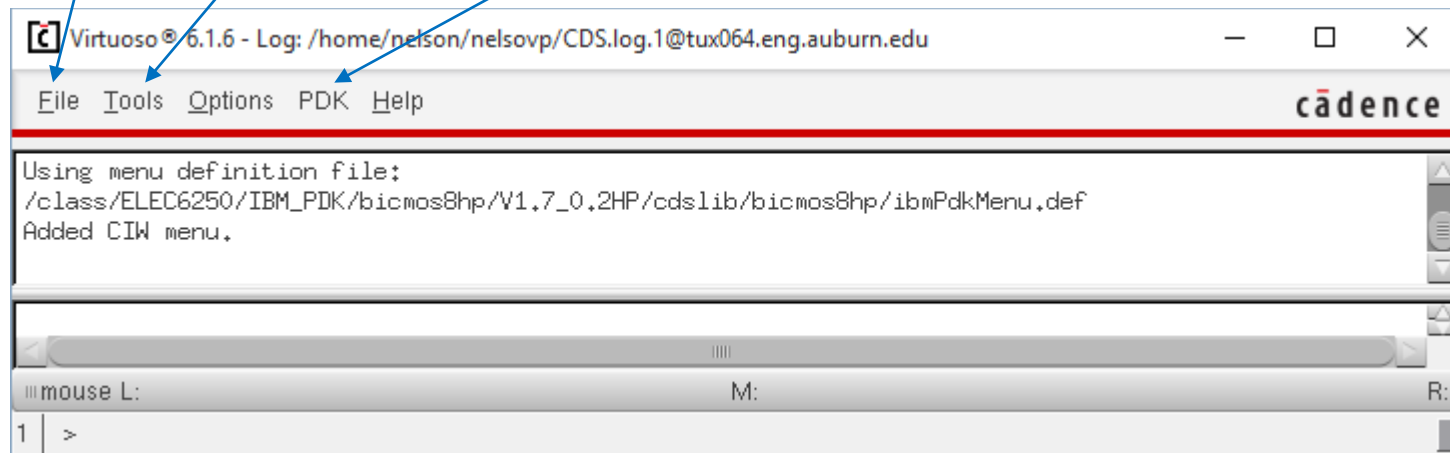 Virtuoso® 6.1.6 - Log: /home/nelson/nelsovp/CDS.log.1@tux064.eng.auburn.edu
File Tools Options PDK Help cādence
Using menu definition file:
/class/ELEC6250/IBM_PDK/bicmos8hp/V1.7_0.2HP/cdslib/bicmos8hp/ibmPdkMenu.def
Added CIW menu.
mouse L: M: R:
1 >